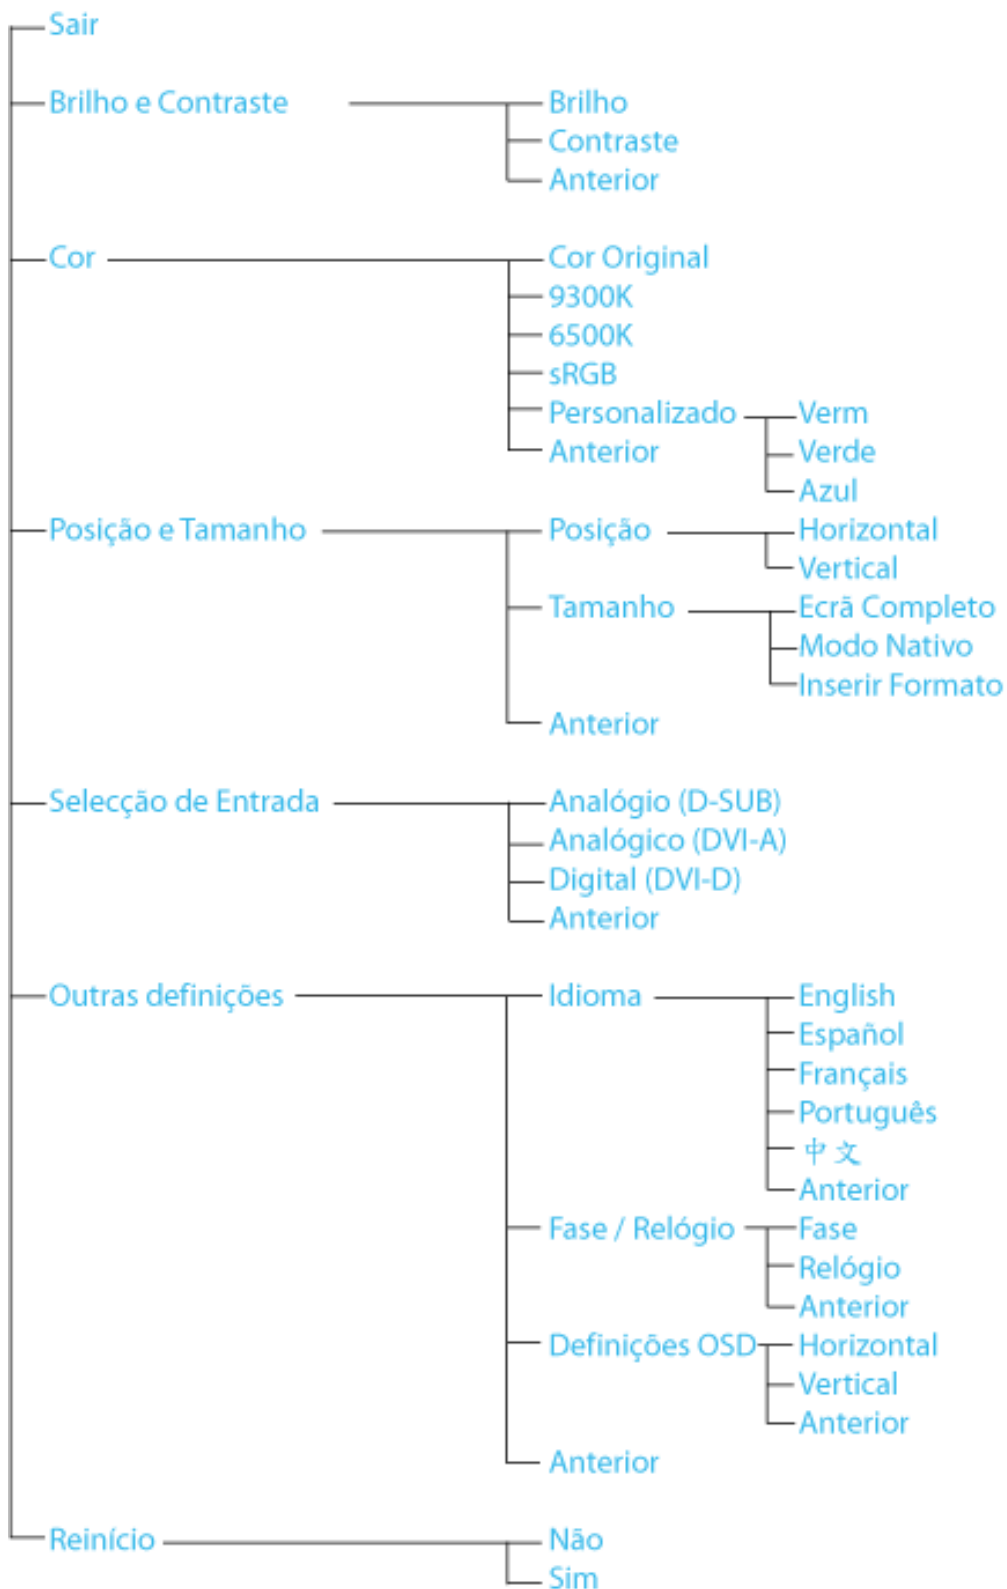 Sair
Brilho e Contraste Brilho
Contraste
Anterior
Cor Cor Original
9300K
6500K
sRGB
Personalizado Verm
Anterior Verde
Azul
Posição e Tamanho Posição Horizontal
Vertical
Tamanho Ecrã Completo
Modo Nativo
Inserir Formato
Anterior
Selecção de Entrada Analógio (D-SUB)
Analógico (DVI-A)
Digital (DVI-D)
Anterior
Outras definições Idioma English
Español
Français
Português
中文
Anterior
Fase / Relógio Fase
Relógio
Anterior
Definições OSD Horizontal
Vertical
Anterior
Anterior
Reinício Não
Sim